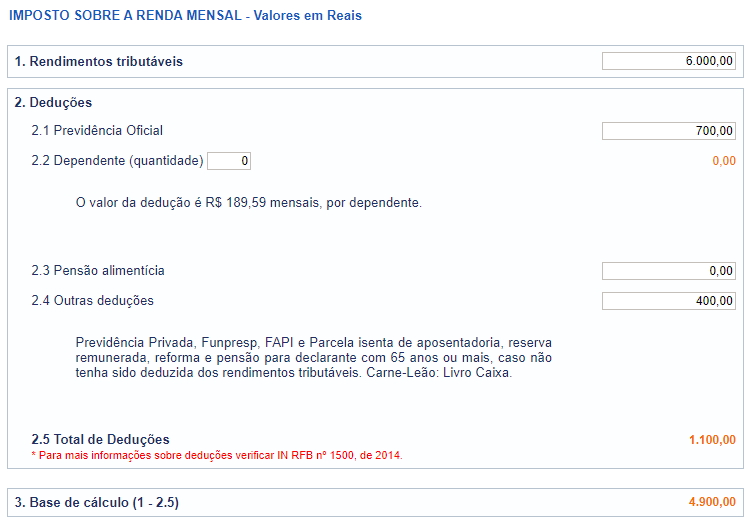 IMPOSTO SOBRE A RENDA MENSAL - Valores em Reais
1. Rendimentos tributáveis 6.000,00
2. Deduções
2.1 Previdência Oficial 700,00
2.2 Dependente (quantidade) 0 0,00
O valor da dedução é R$ 189,59 mensais, por dependente.
2.3 Pensão alimentícia 0,00
2.4 Outras deduções 400,00
Previdência Privada, Funpresp, FAPI e Parcela isenta de aposentadoria, reserva
remunerada, reforma e pensão para declarante com 65 anos ou mais, caso não
tenha sido deduzida dos rendimentos tributáveis. Carne-Leão: Livro Caixa.
2.5 Total de Deduções 1.100,00
* Para mais informações sobre deduções verificar IN RFB nº 1500, de 2014.
3. Base de cálculo (1 - 2.5) 4.900,00